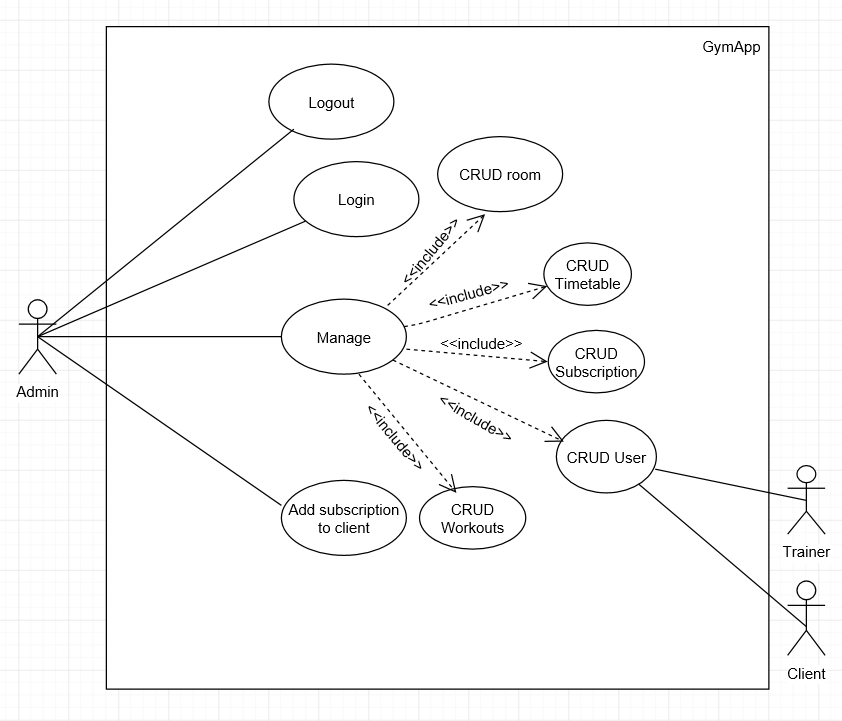 GymApp
Logout
CRUD room
Login
<<include>>
CRUD
Timetable
<<include>>
Manage
<<include>>
CRUD
Subscription
Admin
<<include>>
<<include>>
CRUD User
Add subscription
to client
CRUD
Workouts
Trainer
Client